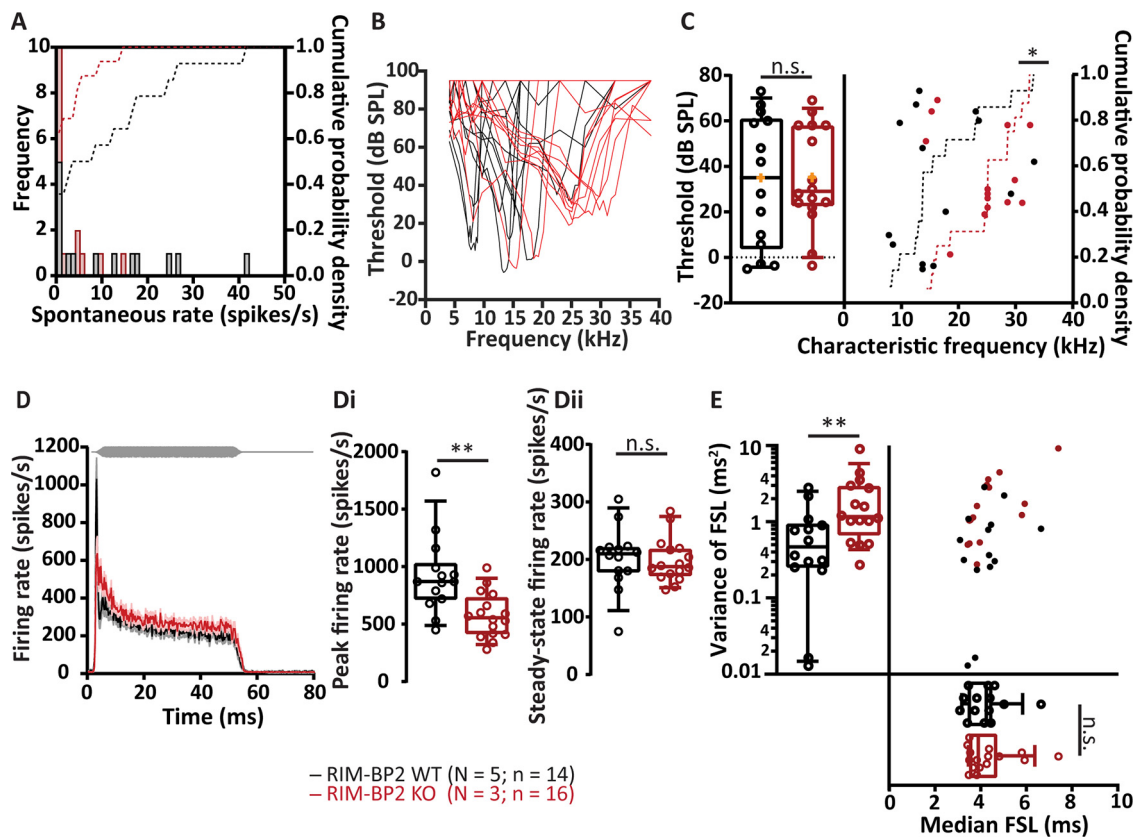 A
Frequency
10
8
6
4
2
0
0 10 20 30 40 50
Spontaneous rate (spikes/s)
1.0
0.8
0.6
0.4
0.2
0.0
Cumulative probability density
B
Threshold (dB SPL)
100
80
60
40
20
0
-20
0 5 10 15 20 25 30 35 40
Frequency (kHz)
C
Threshold (dB SPL)
80
60
40
20
0
-20
n.s.
*
0 10 20 30 40
Characteristic frequency (kHz)
1.0
0.8
0.6
0.4
0.2
0.0
Cumulative probability density
D
Firing rate (spikes/s)
1200
1000
800
600
400
200
0
0 20 40 60 80
Time (ms)
Di
Peak firing rate (spikes/s)
2000
1500
1000
500
0
**
Dii
Steady-state firing rate (spikes/s)
400
300
200
100
0
n.s.
E
Variance of FSL (ms²)
10
4
2
1
4
2
0.1
4
2
0.01
**
n.s.
0 2 4 6 8 10
Median FSL (ms)
– RIM-BP2 WT (N = 5; n = 14)
– RIM-BP2 KO (N = 3; n = 16)